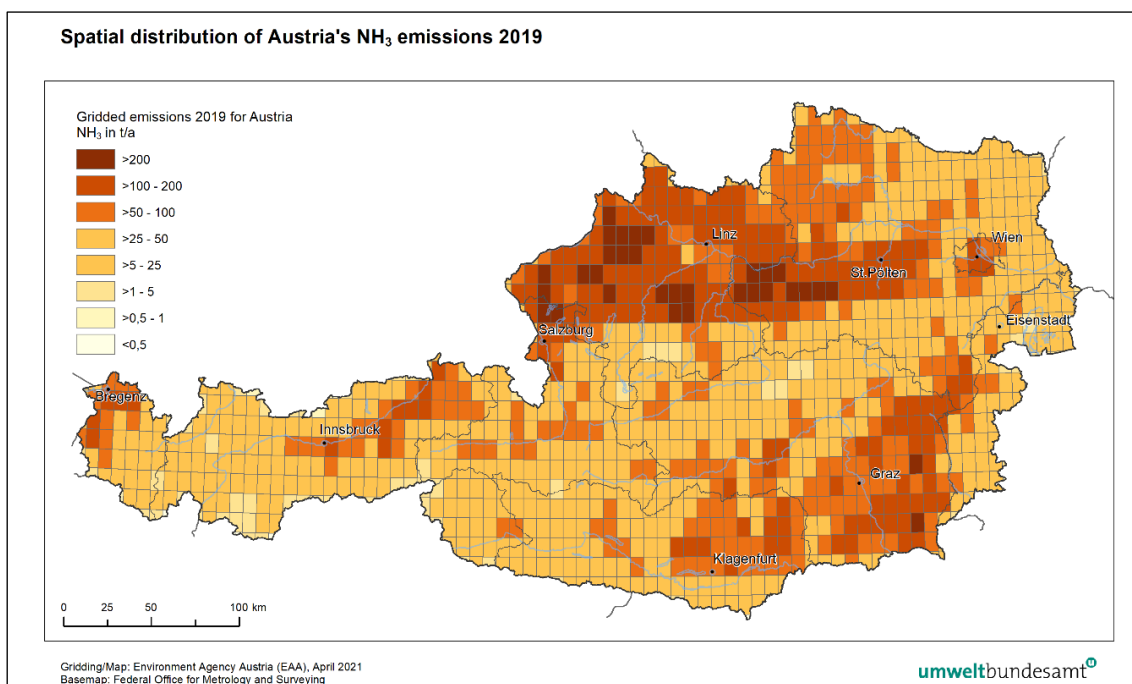 Spatial distribution of Austria's NH₃ emissions 2019
Gridded emissions 2019 for Austria
NH₃ in t/a
>200
>100 - 200
>50 - 100
>25 - 50
>5 - 25
>1 - 5
>0,5 - 1
<0,5
Linz
Wien
St.Pölten
Eisenstadt
Salzburg
Bregenz
Innsbruck
Graz
Klagenfurt
0 25 50 100 km
Gridding/Map: Environment Agency Austria (EAA), April 2021
Basemap: Federal Office for Metrology and Surveying
umweltbundesamt